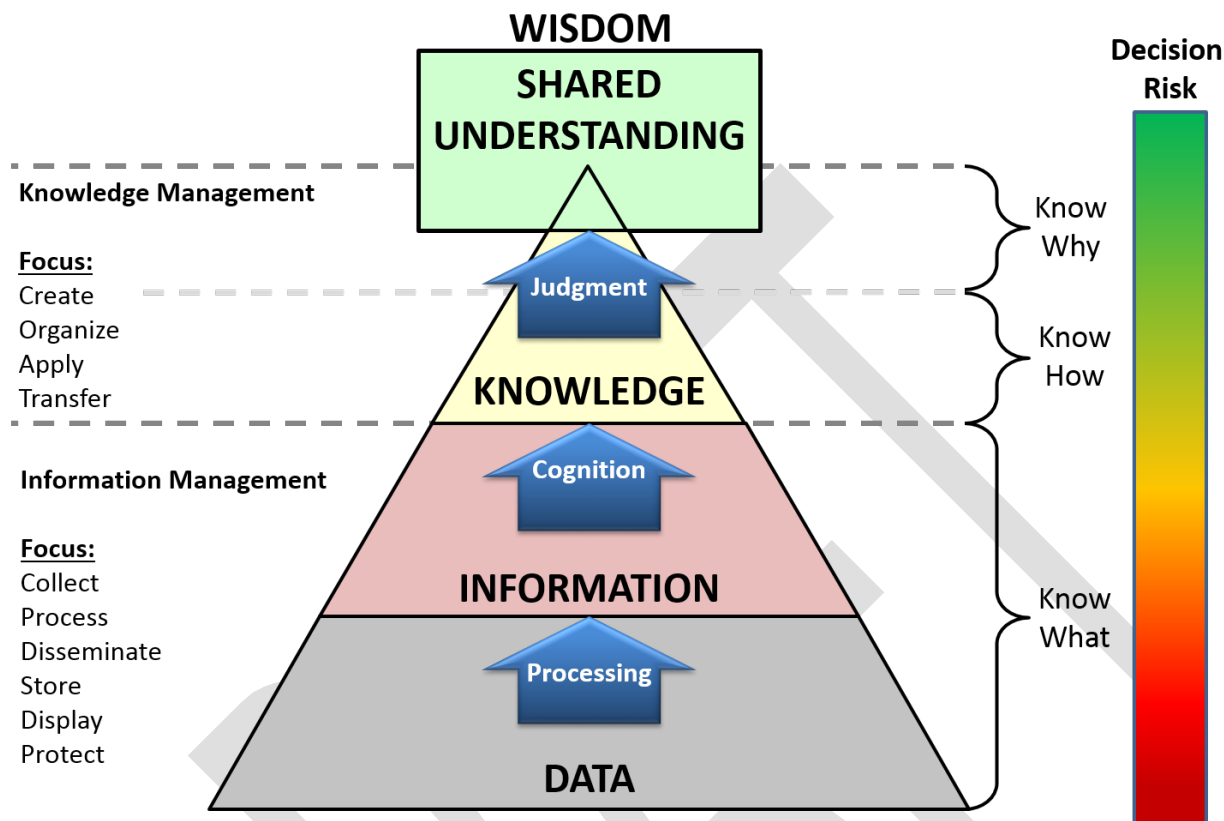 WISDOM
SHARED
UNDERSTANDING
Decision
Risk
Knowledge Management
Focus:
Create
Organize
Apply
Transfer
Judgment
KNOWLEDGE
Know
Why
Know
How
Information Management
Focus:
Collect
Process
Disseminate
Store
Display
Protect
Cognition
INFORMATION
Processing
DATA
Know
What